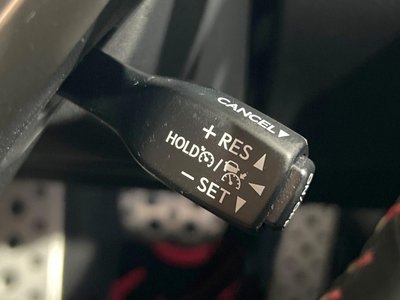 CANCEL▼
+ RES▲
HOLD /
− SET▼